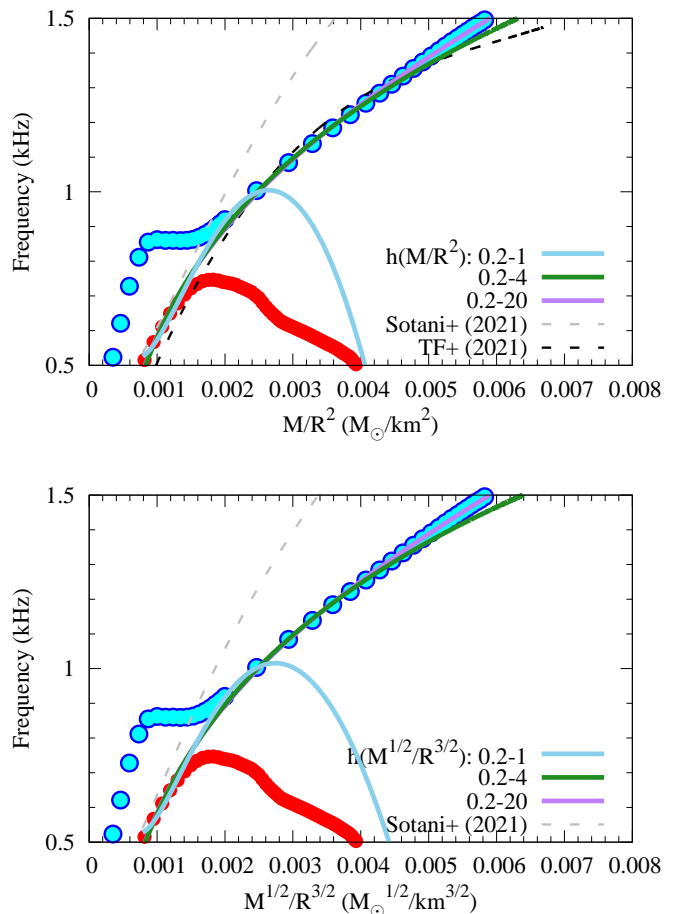 1.5
1
0.5
Frequency (kHz)
h(M/R²): 0.2-1
0.2-4
0.2-20
Sotani+ (2021)
TF+ (2021)
0 0.001 0.002 0.003 0.004 0.005 0.006 0.007 0.008
M/R² (M☉/km²)
1.5
1
0.5
Frequency (kHz)
h(M^1/2/R^3/2): 0.2-1
0.2-4
0.2-20
Sotani+ (2021)
0 0.001 0.002 0.003 0.004 0.005 0.006 0.007 0.008
M^1/2/R^3/2 (M☉^1/2/km^3/2)